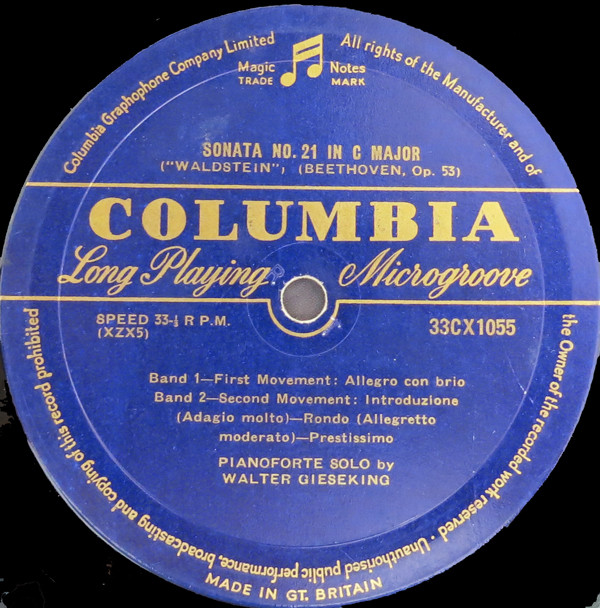 Columbia Graphophone Company Limited
All rights of the Manufacturer and of
the Owner of the recorded work reserved · Unauthorised public performance, broadcasting and copying of this record prohibited
Magic Notes
TRADE MARK
SONATA NO. 21 IN C MAJOR
("WALDSTEIN") (BEETHOVEN, Op. 53)
COLUMBIA
Long Playing Microgroove
SPEED 33-⅓ R P.M.
(XZX5)
33CX1055
Band 1—First Movement: Allegro con brio
Band 2—Second Movement: Introduzione
(Adagio molto)—Rondo (Allegretto
moderato)—Prestissimo
PIANOFORTE SOLO by
WALTER GIESEKING
MADE IN GT. BRITAIN